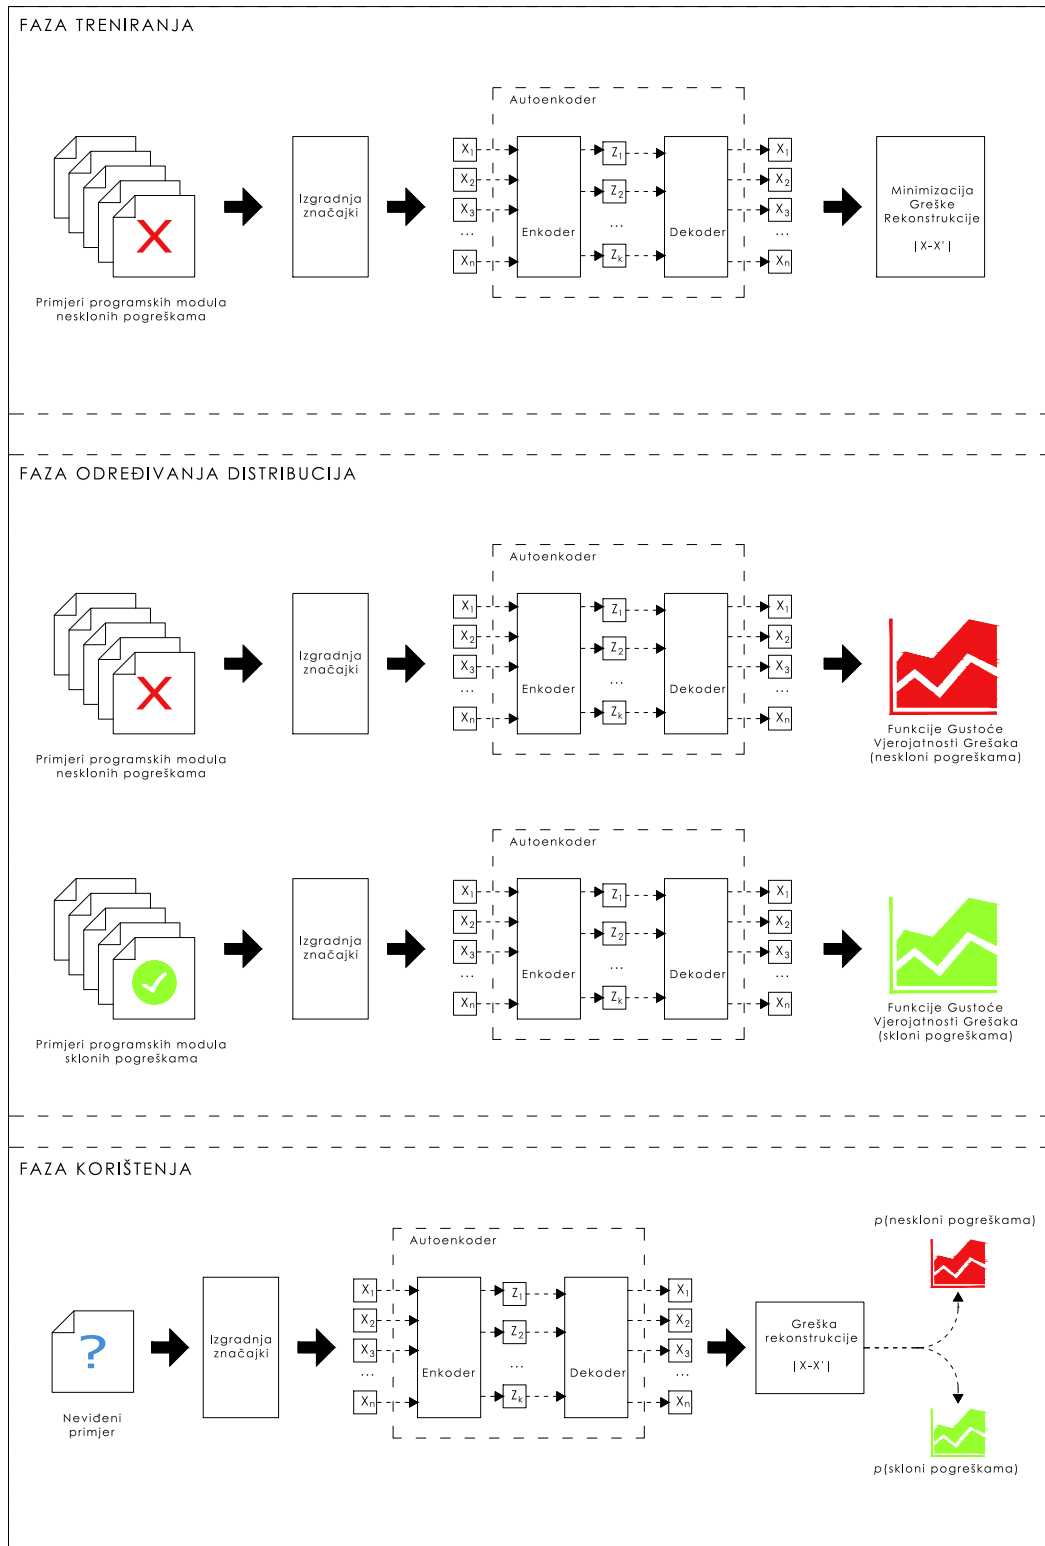 FAZA TRENIRANJA
Autoenkoder
X1
X2
X3
...
Xn
Z1
Z2
...
Zk
X1
X2
X3
...
Xn
Izgradnja
značajki
Enkoder
Dekoder
Minimizacija
Greške
Rekonstrukcije
|X-X'|
Primjeri programskih modula
nesklonih pogreškama
FAZA ODREĐIVANJA DISTRIBUCIJA
Autoenkoder
X1
X2
X3
...
Xn
Z1
Z2
...
Zk
X1
X2
X3
...
Xn
Izgradnja
značajki
Enkoder
Dekoder
Primjeri programskih modula
nesklonih pogreškama
Funkcije Gustoće
Vjerojatnosti Grešaka
(neskloni pogreškama)
Autoenkoder
X1
X2
X3
...
Xn
Z1
Z2
...
Zk
X1
X2
X3
...
Xn
Izgradnja
značajki
Enkoder
Dekoder
Primjeri programskih modula
sklonih pogreškama
Funkcije Gustoće
Vjerojatnosti Grešaka
(skloni pogreškama)
FAZA KORIŠTENJA
Autoenkoder
X1
X2
X3
...
Xn
Z1
Z2
...
Zk
X1
X2
X3
...
Xn
?
Neviđeni
primjer
Izgradnja
značajki
Enkoder
Dekoder
Greška
rekonstrukcije
|X-X'|
p(neskloni pogreškama)
p(skloni pogreškama)